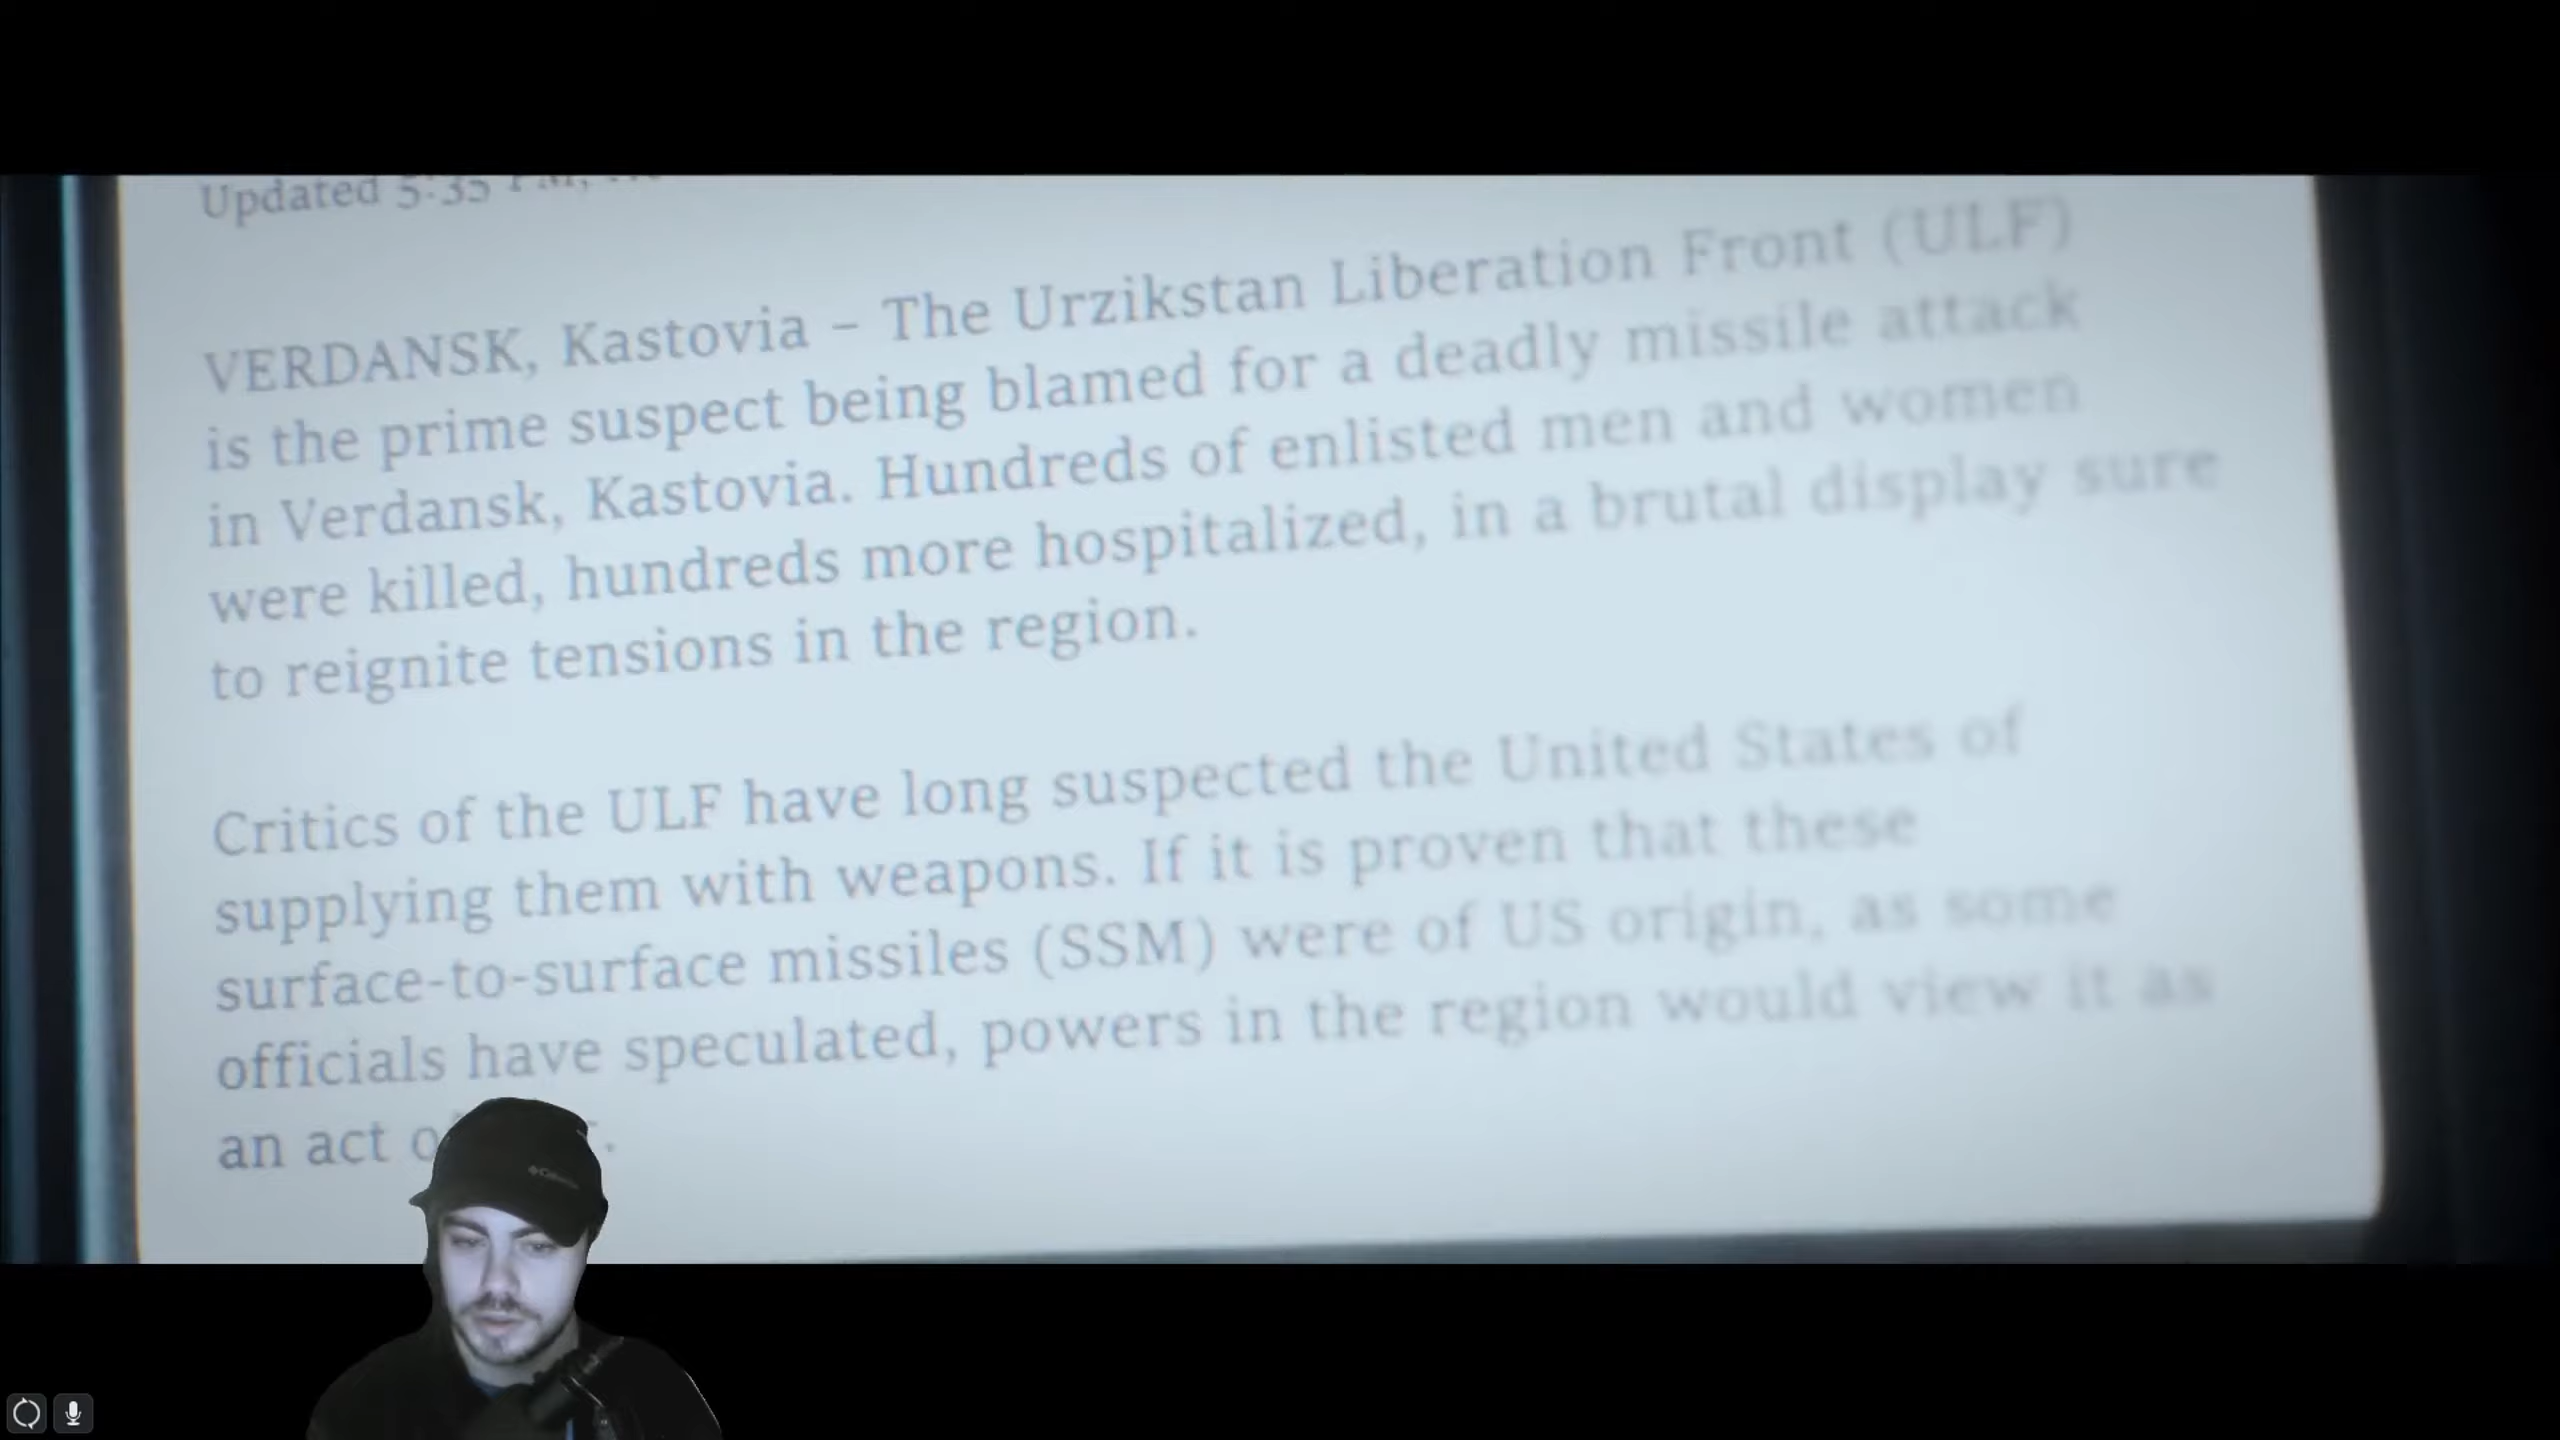 Updated 5:35 PM,
VERDANSK, Kastovia – The Urzikstan Liberation Front (ULF)
is the prime suspect being blamed for a deadly missile attack
in Verdansk, Kastovia. Hundreds of enlisted men and women
were killed, hundreds more hospitalized, in a brutal display sure
to reignite tensions in the region.
Critics of the ULF have long suspected the United States of
supplying them with weapons. If it is proven that these
surface-to-surface missiles (SSM) were of US origin, as some
officials have speculated, powers in the region would view it as
an act
Columbia